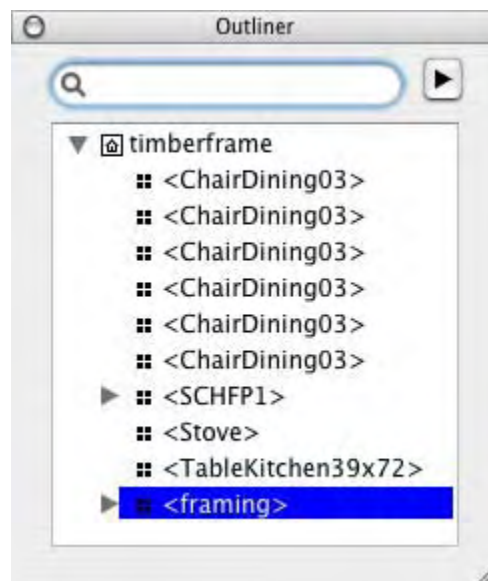 Outliner
timberframe
<ChairDining03>
<ChairDining03>
<ChairDining03>
<ChairDining03>
<ChairDining03>
<ChairDining03>
<SCHFP1>
<Stove>
<TableKitchen39x72>
<framing>